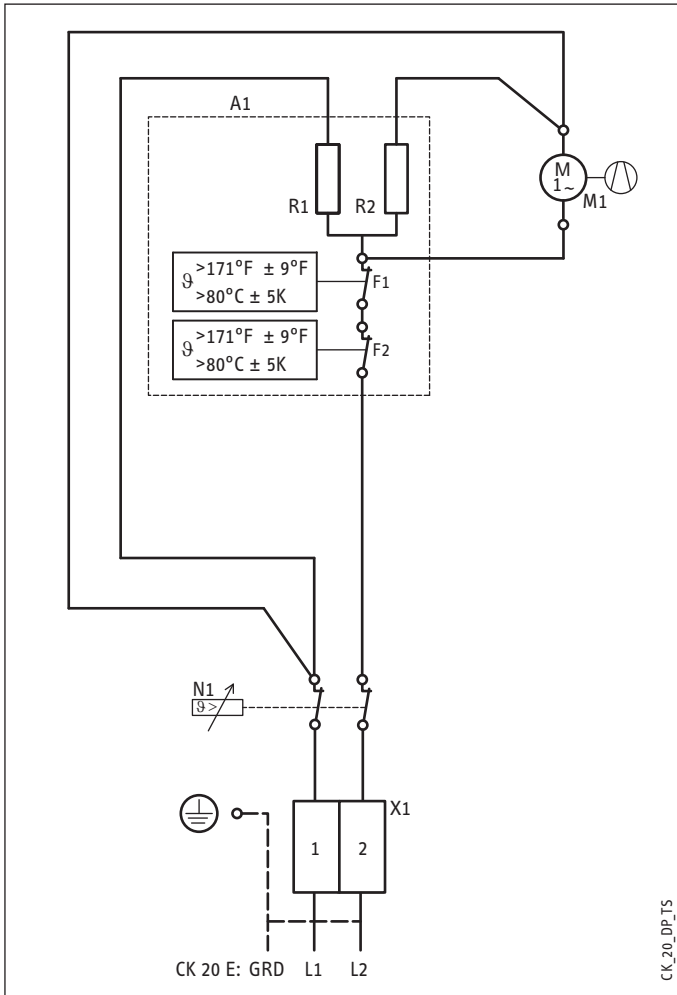 A1
R1
R2
M
1~
M1
ϑ >171°F ± 9°F
>80°C ± 5K
F1
ϑ >171°F ± 9°F
>80°C ± 5K
F2
N1
ϑ>
X1
1
2
CK 20 E: GRD L1 L2
CK_20_DP_TS